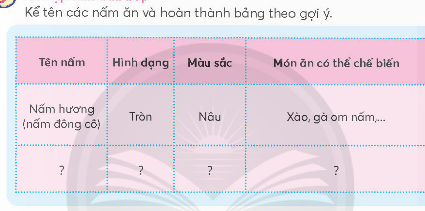 Kể tên các nấm ăn và hoàn thành bảng theo gợi ý.
Tên nấm Hình dạng Màu sắc Món ăn có thể chế biến
Nấm hương
(nấm đông cô) Tròn Nâu Xào, gà om nấm,...
? ? ? ?